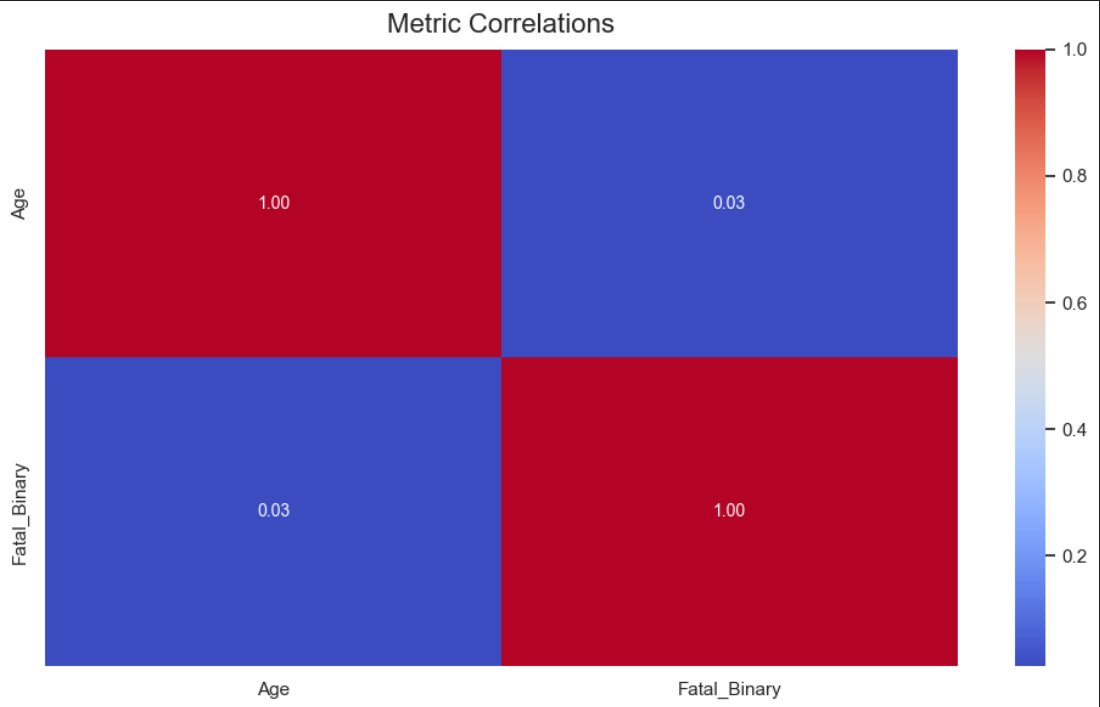 Metric Correlations
Age
1.00
0.03
Fatal_Binary
0.03
1.00
Age
Fatal_Binary
1.0
0.8
0.6
0.4
0.2